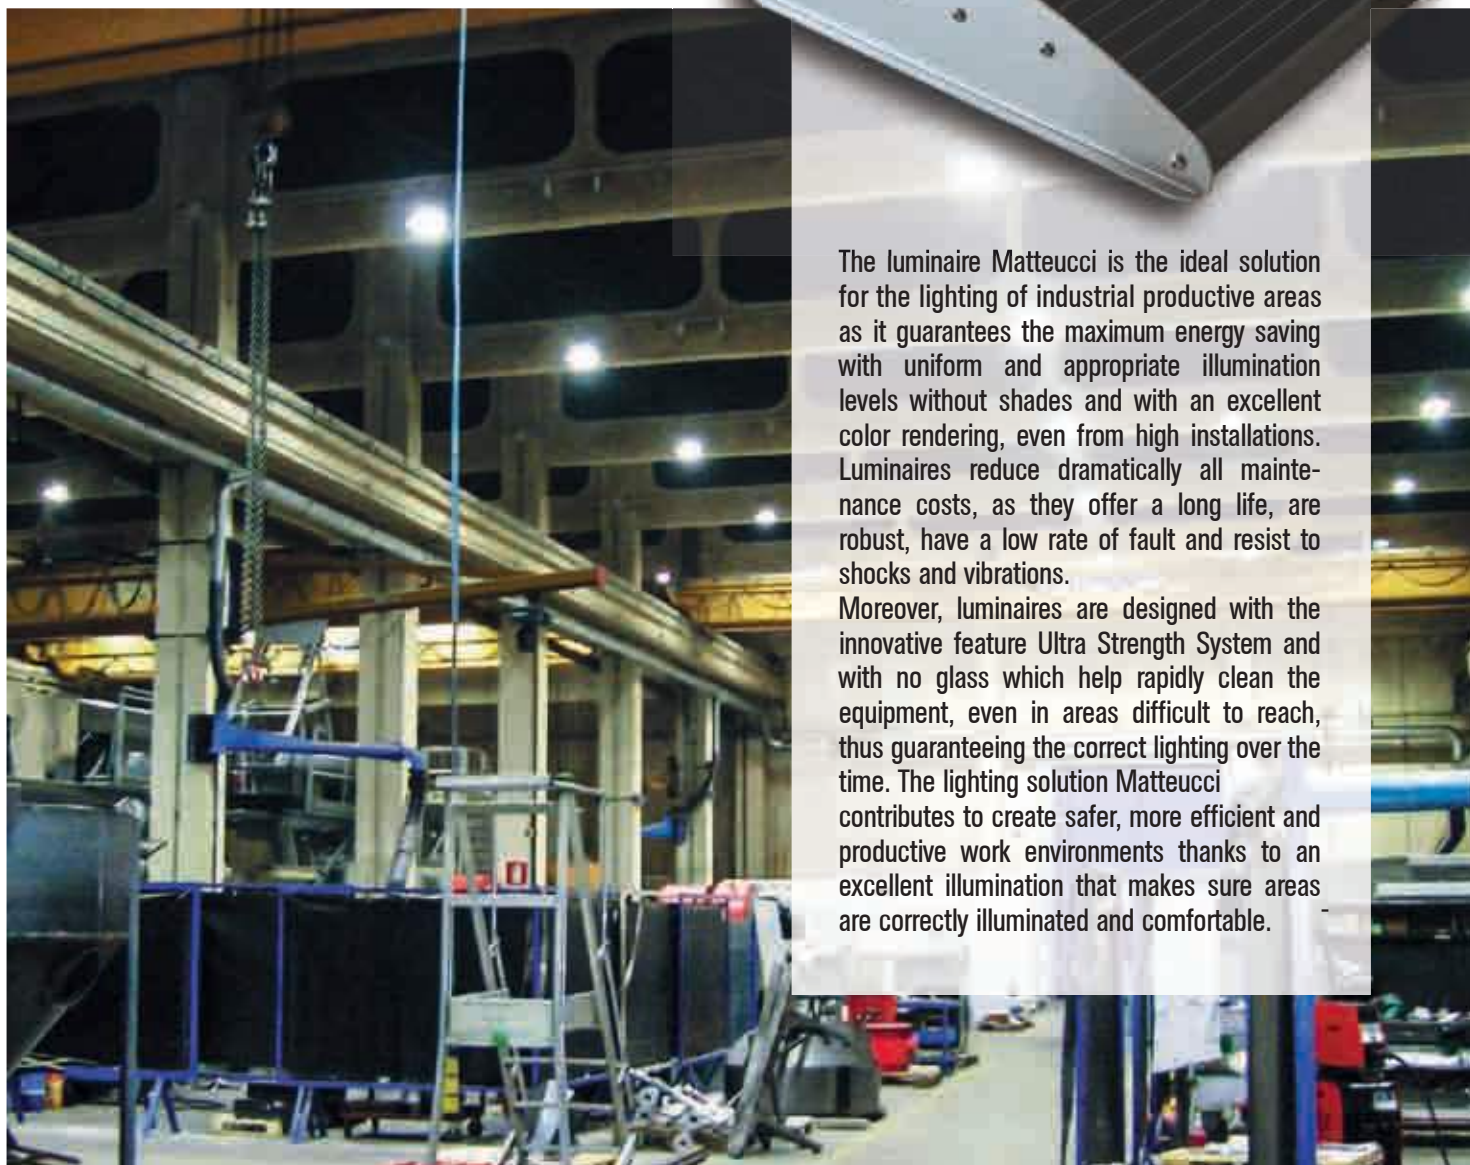 The luminaire Matteucci is the ideal solution
for the lighting of industrial productive areas
as it guarantees the maximum energy saving
with uniform and appropriate illumination
levels without shades and with an excellent
color rendering, even from high installations.
Luminaires reduce dramatically all mainte-
nance costs, as they offer a long life, are
robust, have a low rate of fault and resist to
shocks and vibrations.
Moreover, luminaires are designed with the
innovative feature Ultra Strength System and
with no glass which help rapidly clean the
equipment, even in areas difficult to reach,
thus guaranteeing the correct lighting over the
time. The lighting solution Matteucci
contributes to create safer, more efficient and
productive work environments thanks to an
excellent illumination that makes sure areas
are correctly illuminated and comfortable.